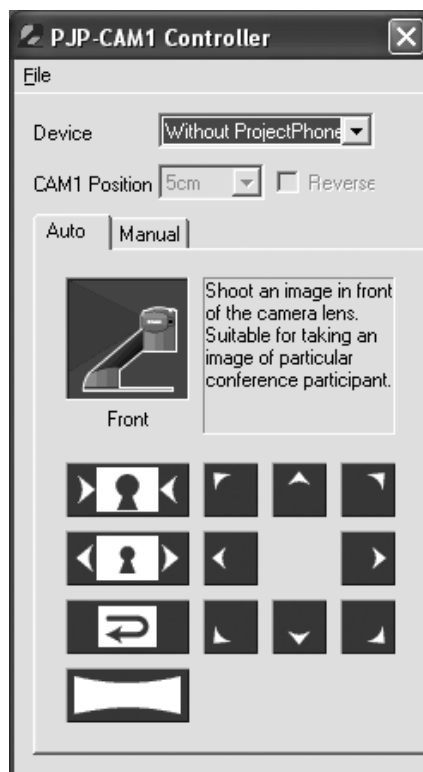 PJP-CAM1 Controller
File
Device
Without ProjectPhone
CAM1 Position
5cm
Reverse
Auto
Manual
Shoot an image in front
of the camera lens.
Suitable for taking an
image of particular
conference participant.
Front